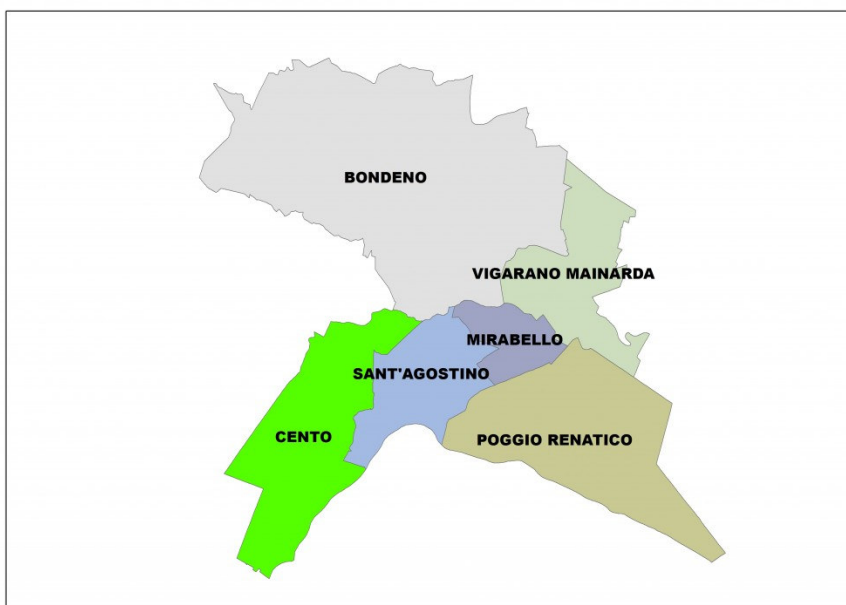 BONDENO
VIGARANO MAINARDA
MIRABELLO
SANT'AGOSTINO
CENTO
POGGIO RENATICO